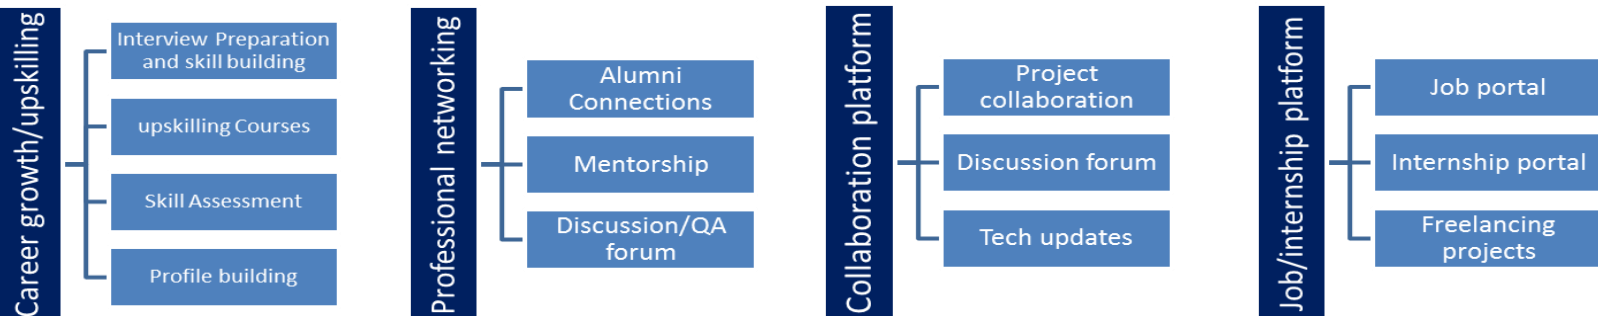 Career growth/upskilling
Interview Preparation
and skill building
upskilling Courses
Skill Assessment
Profile building
Professional networking
Alumni
Connections
Mentorship
Discussion/QA
forum
Collaboration platform
Project
collaboration
Discussion forum
Tech updates
Job/internship platform
Job portal
Internship portal
Freelancing
projects